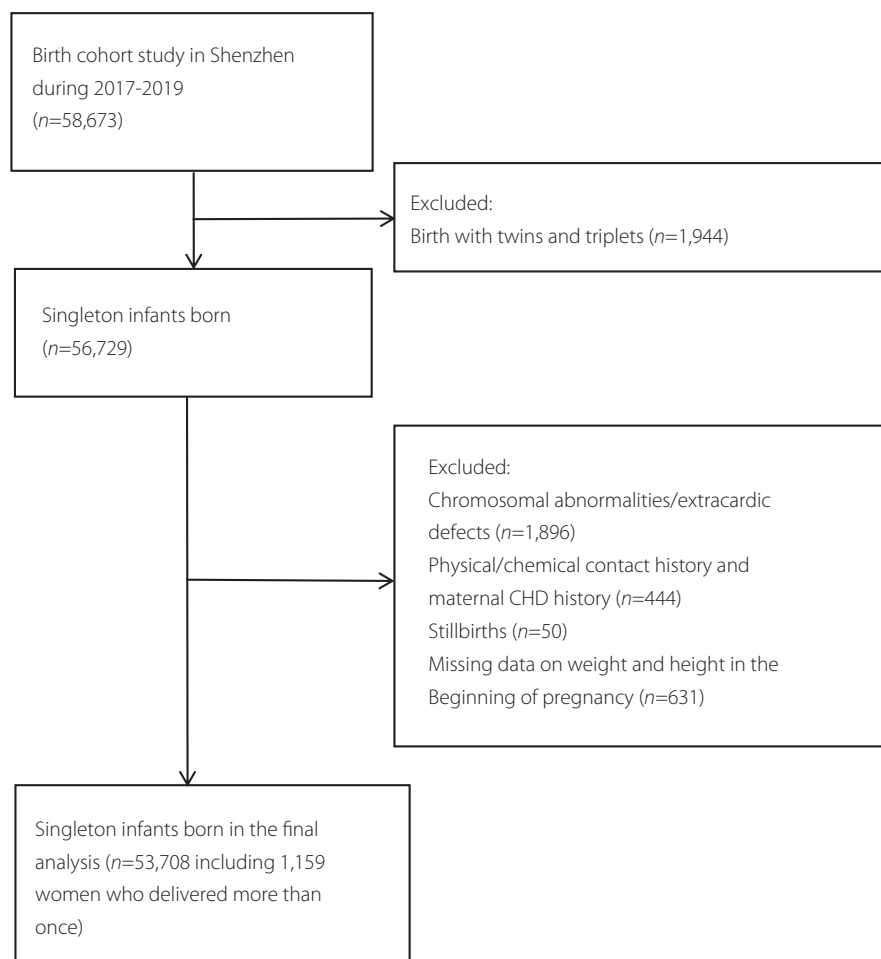 Birth cohort study in Shenzhen
during 2017-2019
(n=58,673)
Excluded:
Birth with twins and triplets (n=1,944)
Singleton infants born
(n=56,729)
Excluded:
Chromosomal abnormalities/extracardic
defects (n=1,896)
Physical/chemical contact history and
maternal CHD history (n=444)
Stillbirths (n=50)
Missing data on weight and height in the
Beginning of pregnancy (n=631)
Singleton infants born in the final
analysis (n=53,708 including 1,159
women who delivered more than
once)